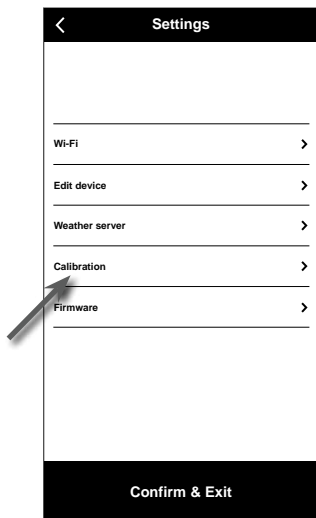 Settings
Wi-Fi
Edit device
Weather server
Calibration
Firmware
Confirm & Exit